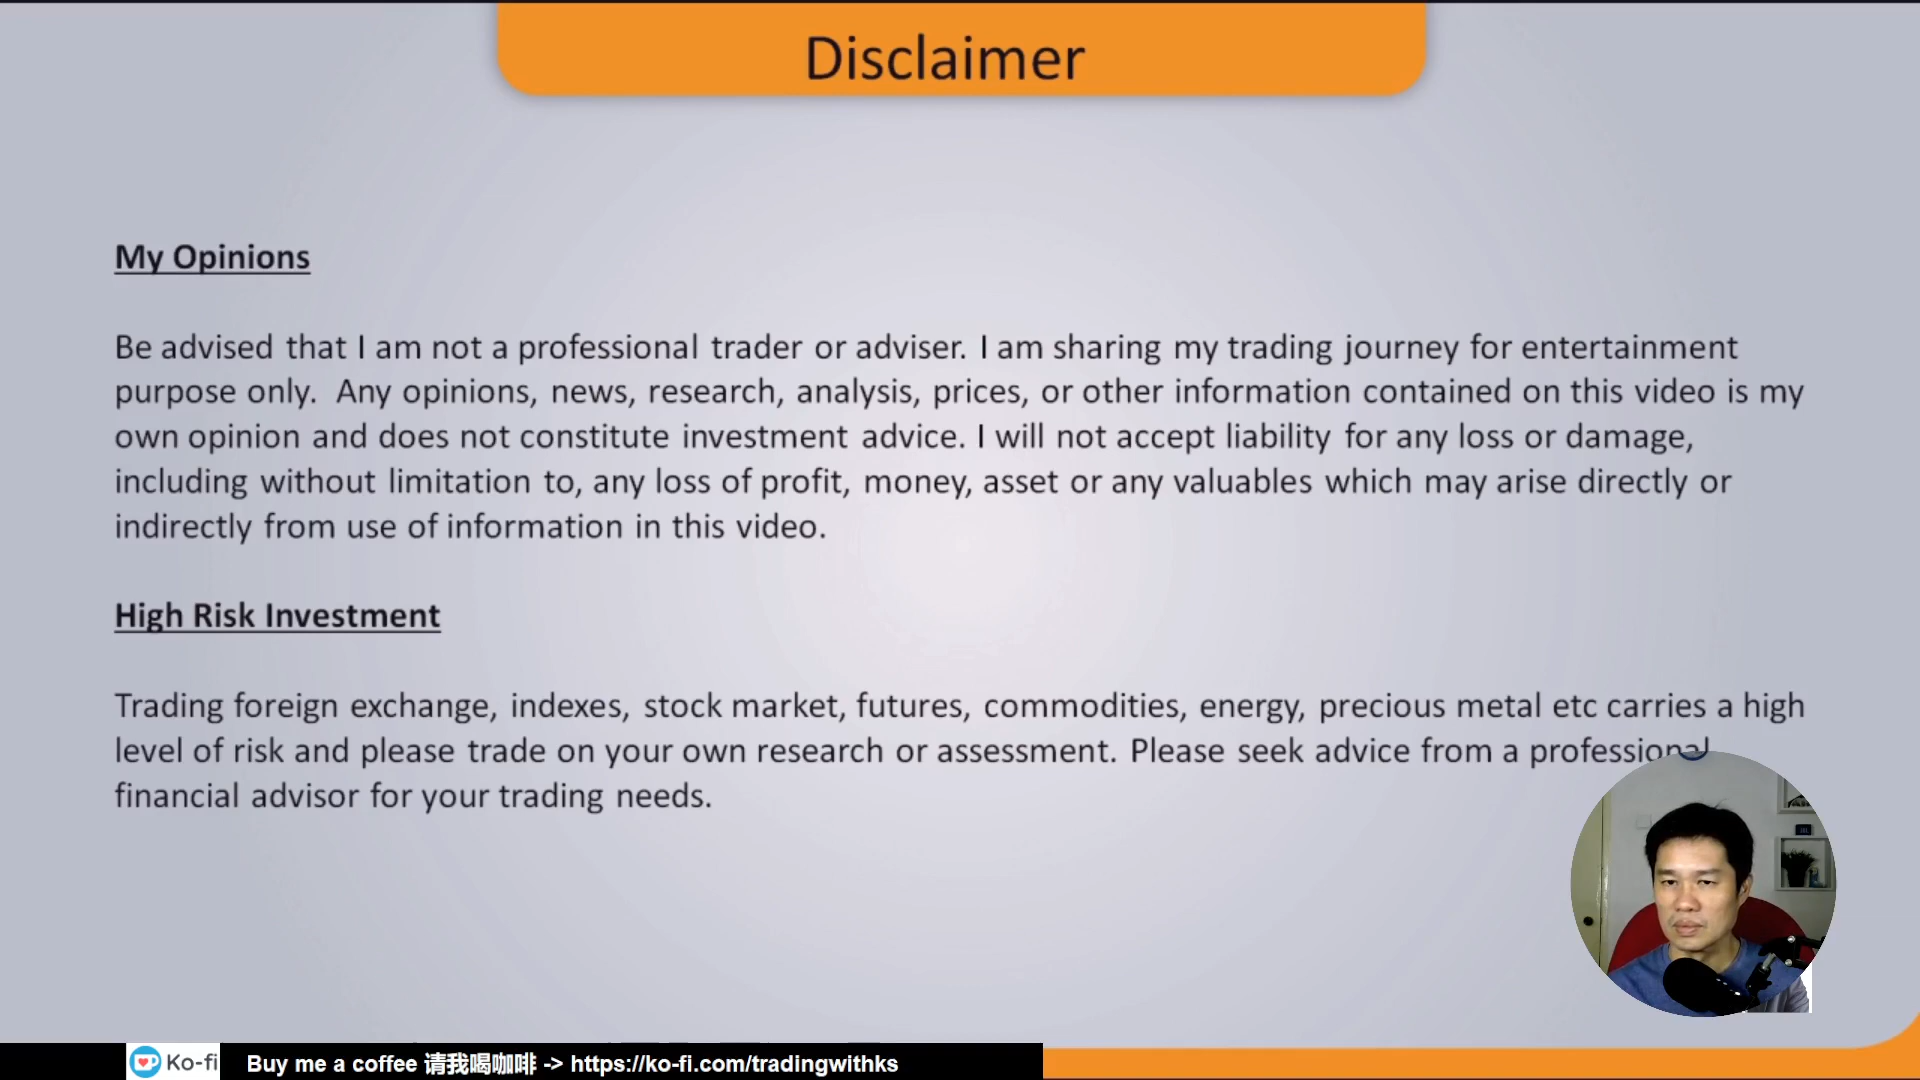 Disclaimer
My Opinions
Be advised that I am not a professional trader or adviser. I am sharing my trading journey for entertainment
purpose only. Any opinions, news, research, analysis, prices, or other information contained on this video is my
own opinion and does not constitute investment advice. I will not accept liability for any loss or damage,
including without limitation to, any loss of profit, money, asset or any valuables which may arise directly or
indirectly from use of information in this video.
High Risk Investment
Trading foreign exchange, indexes, stock market, futures, commodities, energy, precious metal etc carries a high
level of risk and please trade on your own research or assessment. Please seek advice from a professional
financial advisor for your trading needs.
Ko-fi Buy me a coffee 请我喝咖啡 -> https://ko-fi.com/tradingwithks